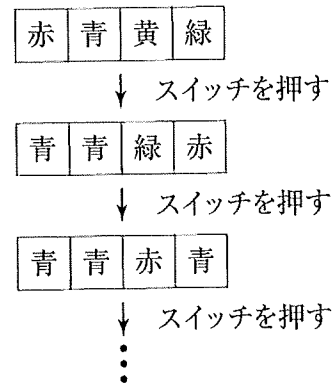 赤 青 黄 緑
スイッチを押す
青 青 緑 赤
スイッチを押す
青 青 赤 青
スイッチを押す